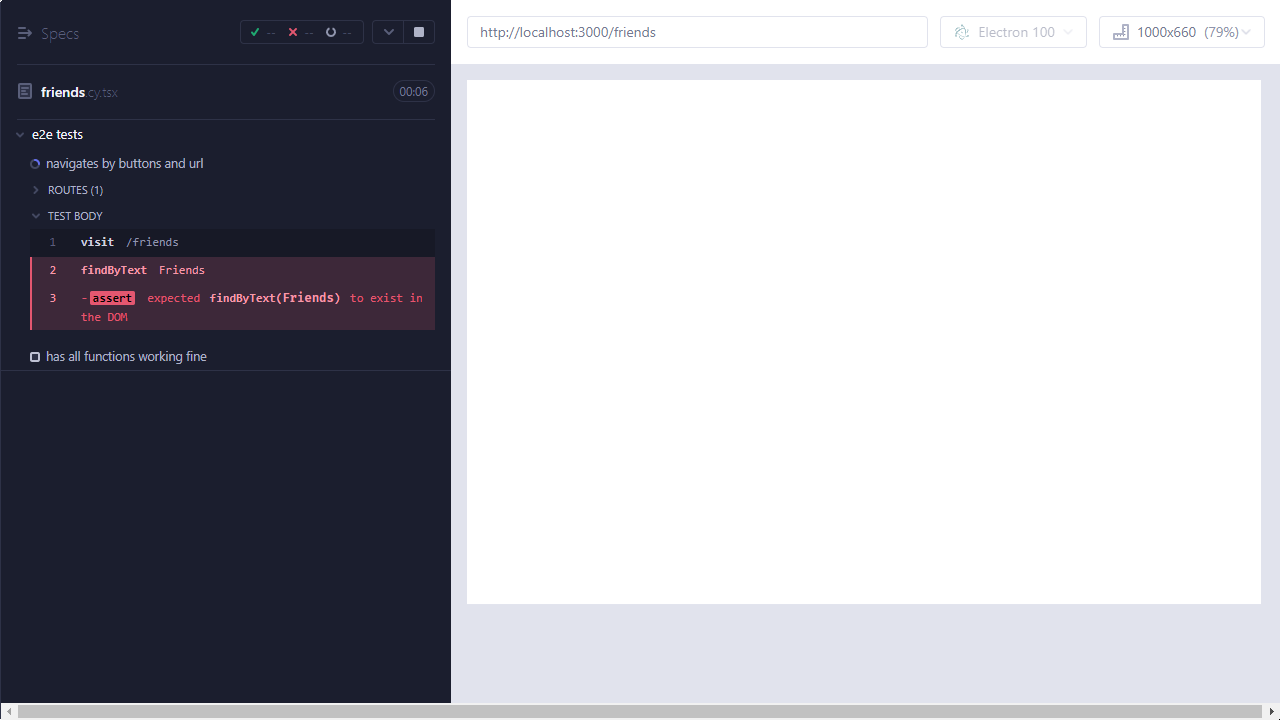 Specs
-- -- --
http://localhost:3000/friends
Electron 100
1000x660 (79%)
friends.cy.tsx
00:06
e2e tests
navigates by buttons and url
ROUTES (1)
TEST BODY
1 visit /friends
2 findByText Friends
3 -assert expected findByText(Friends) to exist in
the DOM
has all functions working fine